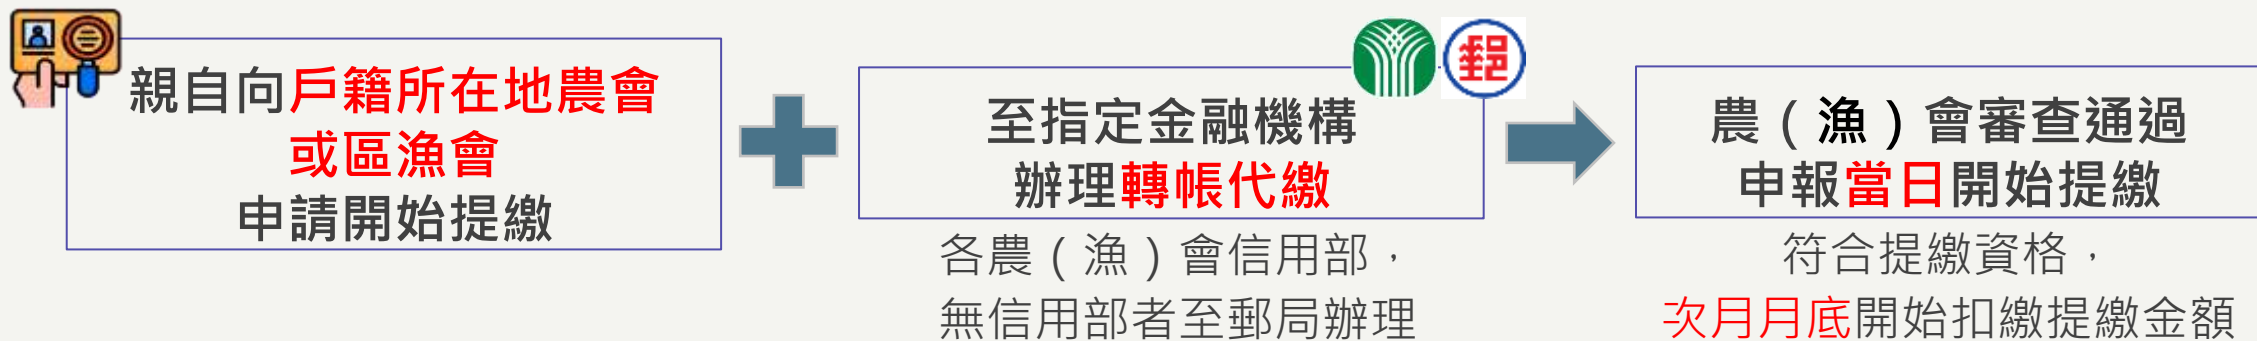 親自向戶籍所在地農會
或區漁會
申請開始提繳
郵
至指定金融機構
辦理轉帳代繳
各農（漁）會信用部，
無信用部者至郵局辦理
農（漁）會審查通過
申報當日開始提繳
符合提繳資格，
次月月底開始扣繳提繳金額